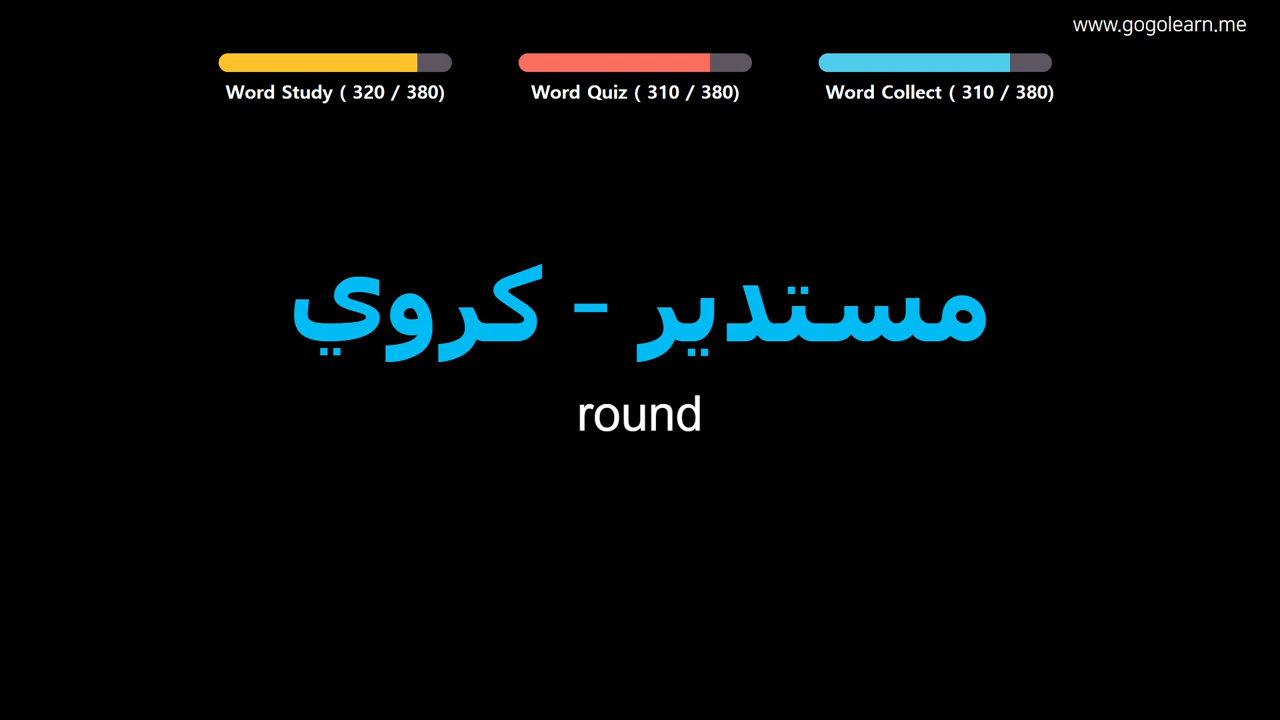 www.gogolearn.me
Word Study ( 320 / 380)
Word Quiz ( 310 / 380)
Word Collect ( 310 / 380)
مستدير - كروي
round